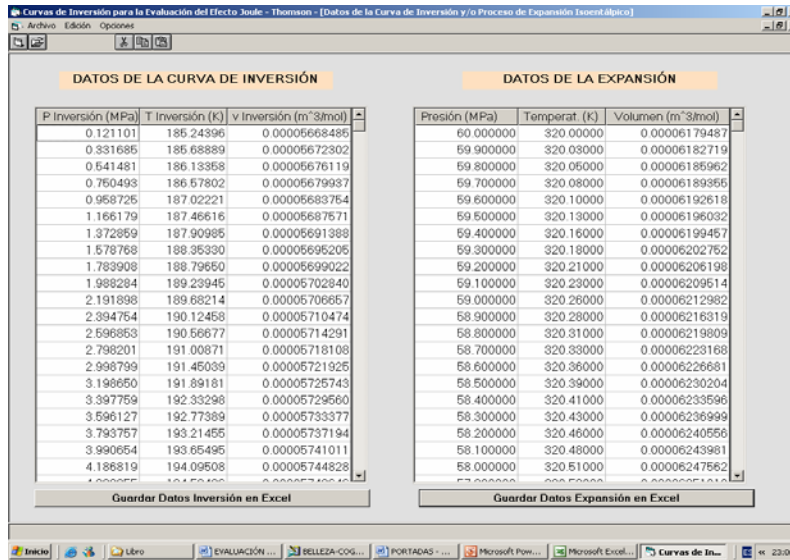 Curvas de Inversión para la Evaluación del Efecto Joule - Thomson - [Datos de la Curva de Inversión y/o Proceso de Expansión Isoentálpico]
Archivo Edición Opciones
DATOS DE LA CURVA DE INVERSIÓN
P Inversión (MPa) T Inversión (K) v Inversión (m^3/mol)
0.121101 185.24396 0.00005668485
0.331685 185.68889 0.00005672302
0.541481 186.13358 0.00005676119
0.750493 186.57802 0.00005679937
0.958725 187.02221 0.00005683754
1.166179 187.46616 0.00005687571
1.372859 187.90985 0.00005691388
1.578768 188.35330 0.00005695205
1.783908 188.79650 0.00005699022
1.988284 189.23945 0.00005702840
2.191898 189.68214 0.00005706657
2.394754 190.12458 0.00005710474
2.596853 190.56677 0.00005714291
2.798201 191.00871 0.00005718108
2.998799 191.45039 0.00005721925
3.198650 191.89181 0.00005725743
3.397759 192.33298 0.00005729560
3.596127 192.77389 0.00005733377
3.793757 193.21455 0.00005737194
3.990654 193.65495 0.00005741011
4.186819 194.09508 0.00005744828
Guardar Datos Inversión en Excel
DATOS DE LA EXPANSIÓN
Presión (MPa) Temperat. (K) Volumen (m^3/mol)
60.000000 320.00000 0.00006179487
59.900000 320.03000 0.00006182719
59.800000 320.05000 0.00006185962
59.700000 320.08000 0.00006189355
59.600000 320.10000 0.00006192618
59.500000 320.13000 0.00006196032
59.400000 320.16000 0.00006199457
59.300000 320.18000 0.00006202752
59.200000 320.21000 0.00006206198
59.100000 320.23000 0.00006209514
59.000000 320.26000 0.00006212982
58.900000 320.28000 0.00006216319
58.800000 320.31000 0.00006219809
58.700000 320.33000 0.00006223168
58.600000 320.36000 0.00006226681
58.500000 320.39000 0.00006230204
58.400000 320.41000 0.00006233596
58.300000 320.43000 0.00006236999
58.200000 320.46000 0.00006240556
58.100000 320.48000 0.00006243981
58.000000 320.51000 0.00006247562
Guardar Datos Expansión en Excel
Inicio Libro EVALUACIÓN ... BELLEZA-COG... PORTADAS - ... Microsoft Pow... Microsoft Excel... Curvas de In... 23:0